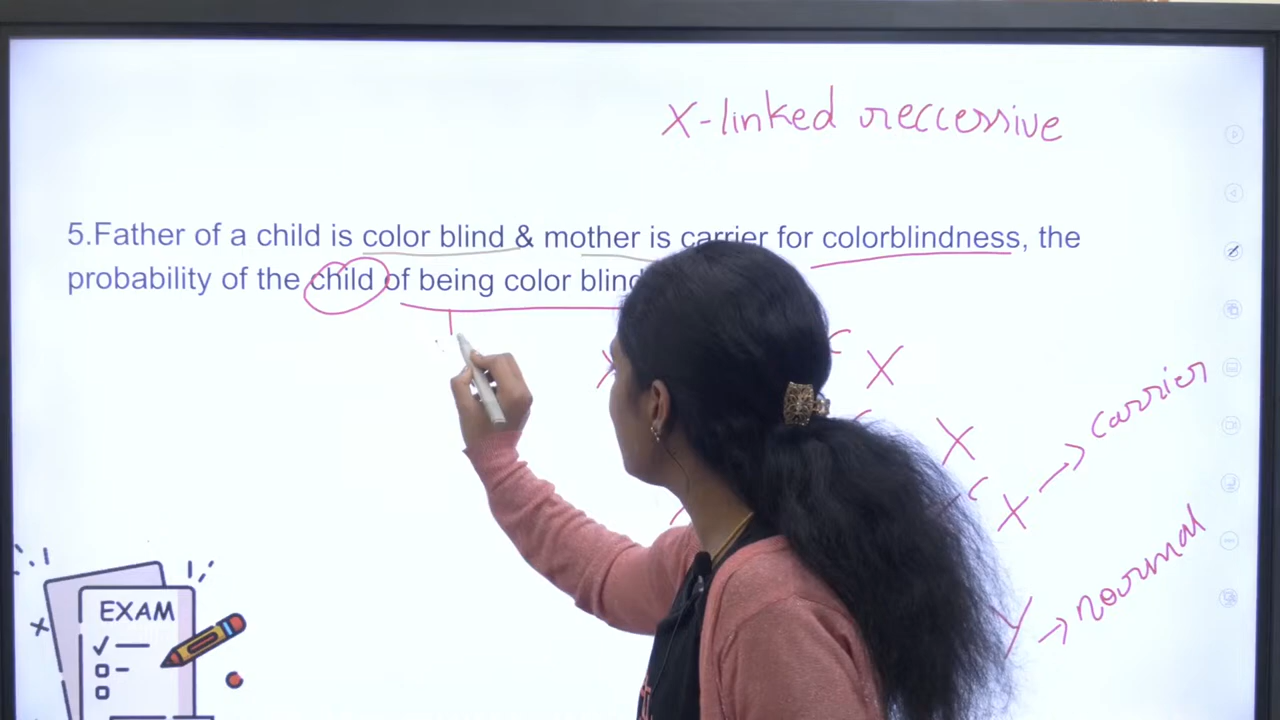 X-linked reccessive
5.Father of a child is color blind & mother is carrier for colorblindness, the
probability of the child of being color blind
X
c X
c
X
c X → carrier
Y → normal
EXAM